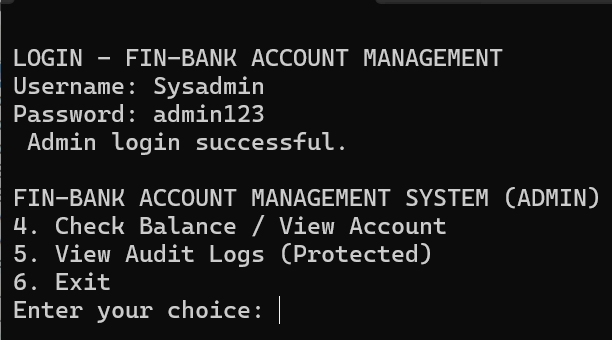 LOGIN - FIN-BANK ACCOUNT MANAGEMENT
Username: Sysadmin
Password: admin123
Admin login successful.
FIN-BANK ACCOUNT MANAGEMENT SYSTEM (ADMIN)
4. Check Balance / View Account
5. View Audit Logs (Protected)
6. Exit
Enter your choice: